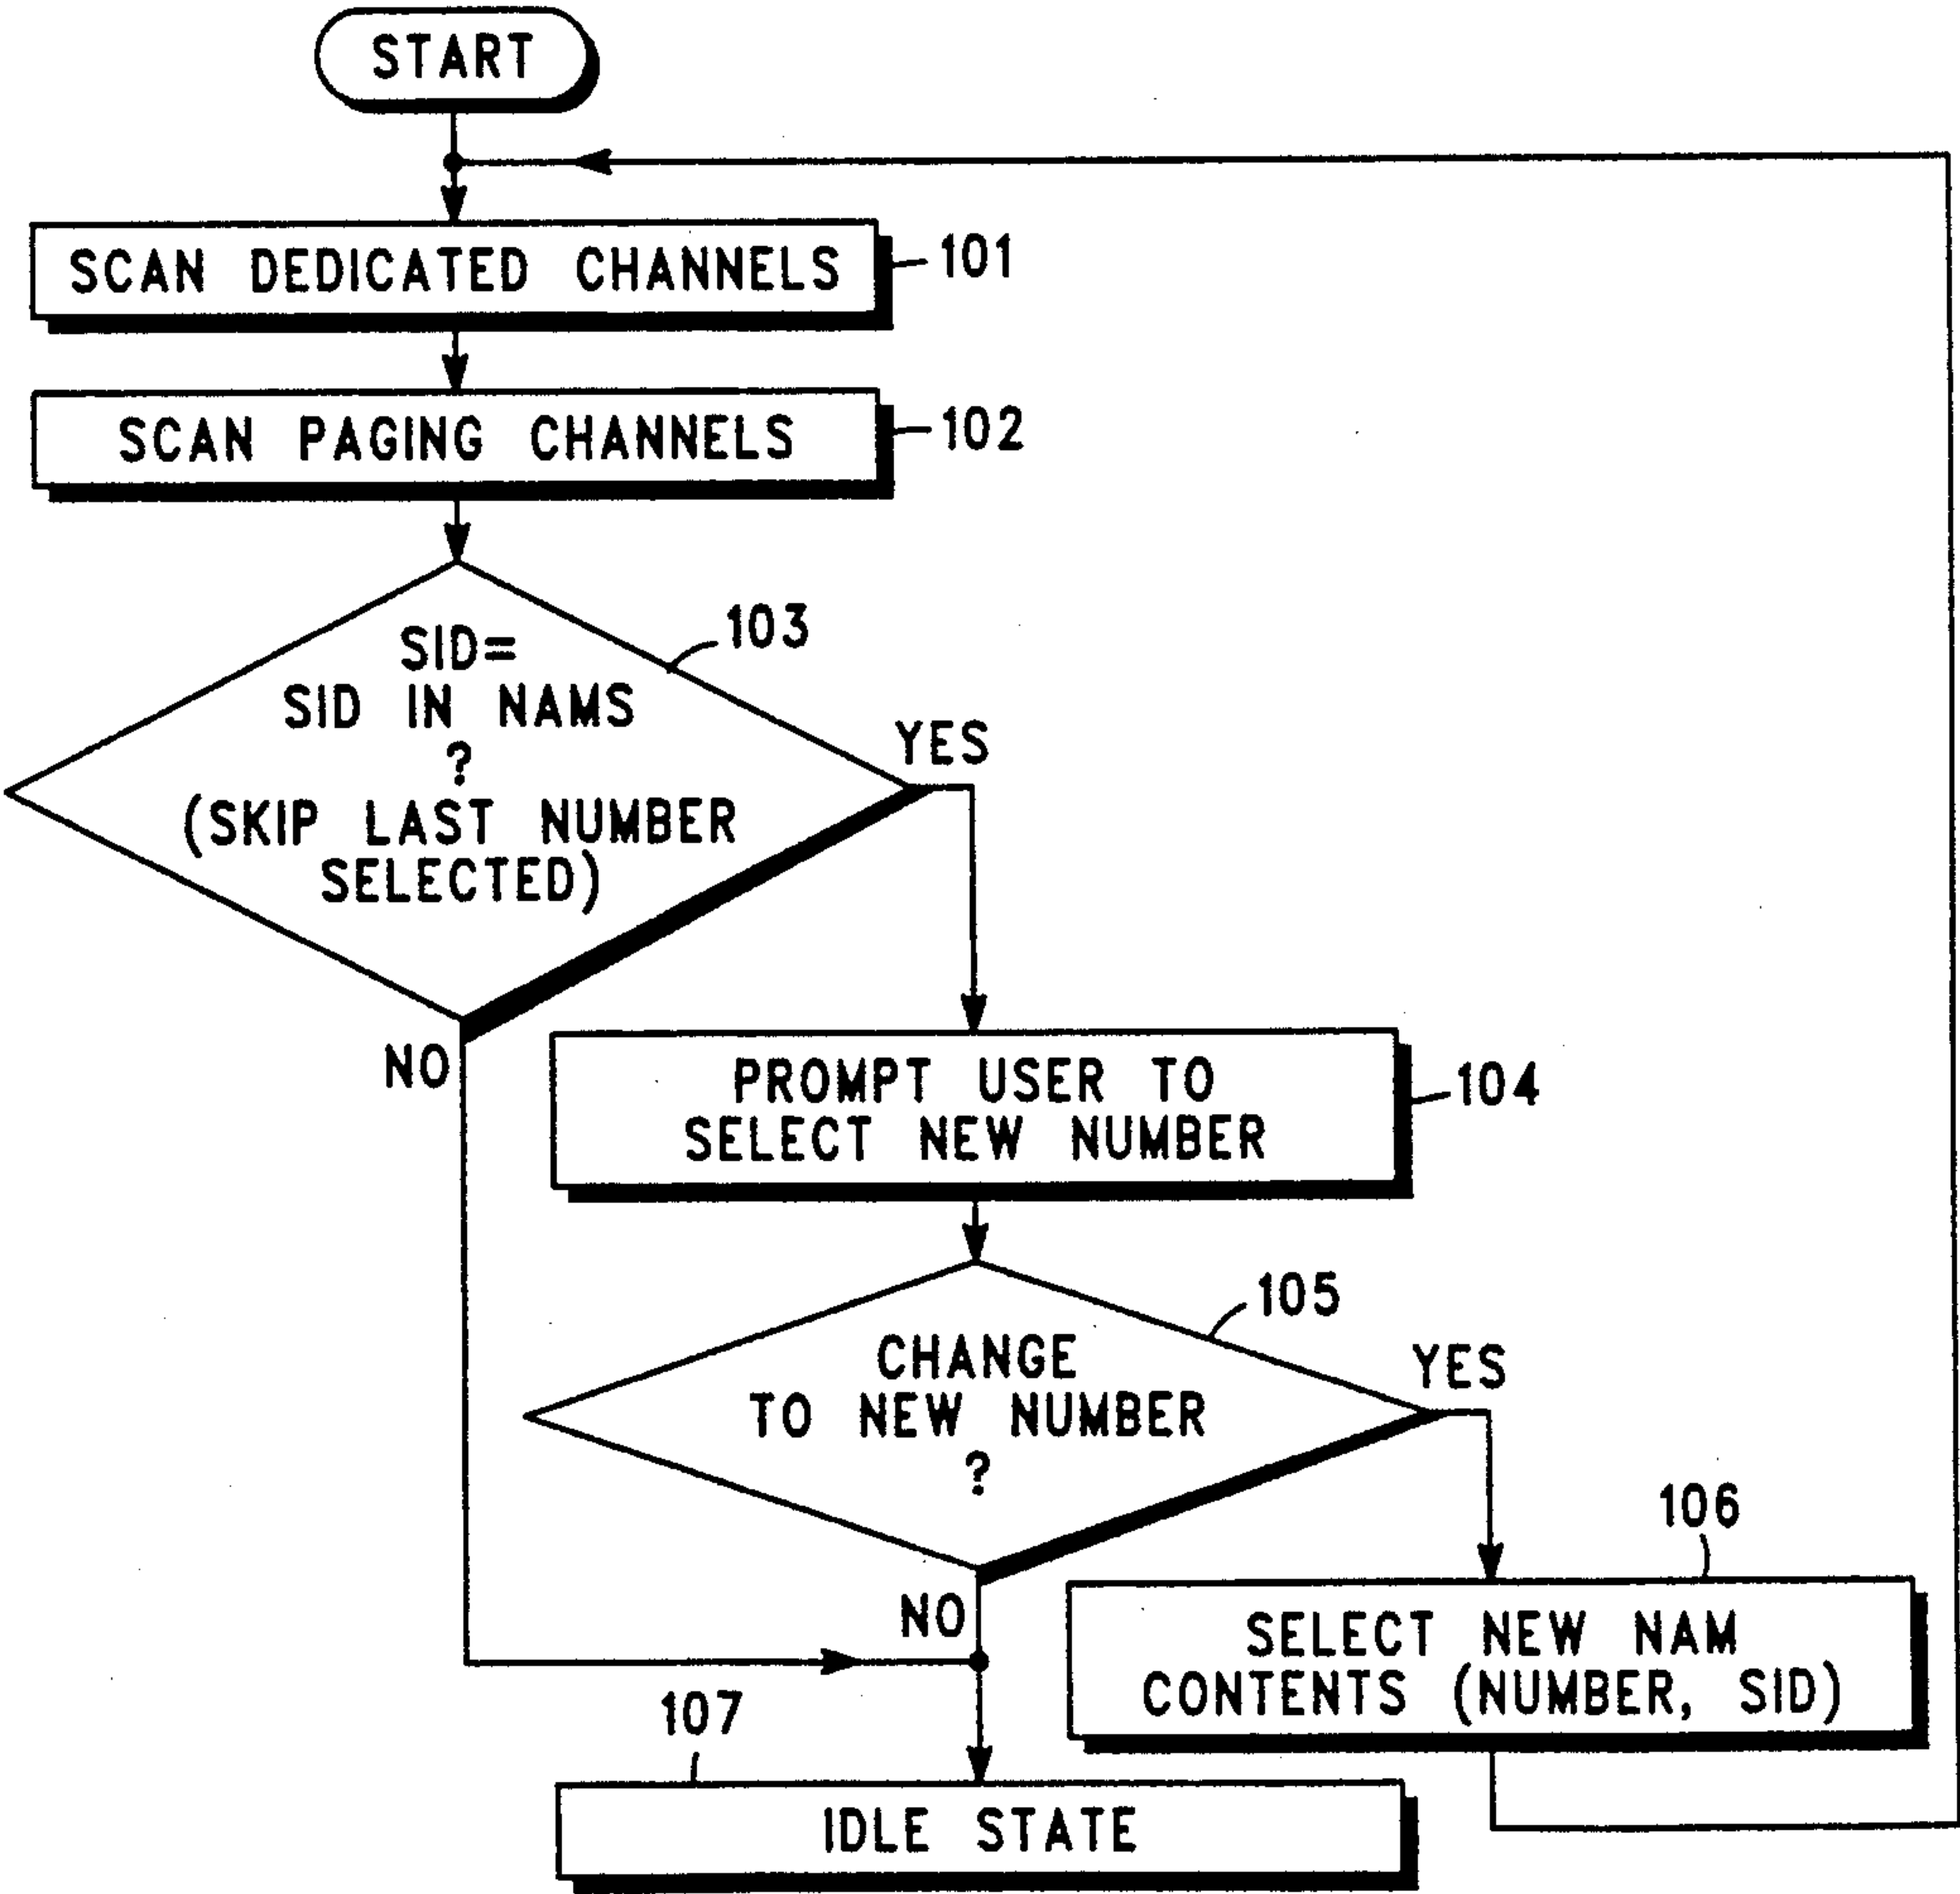 START
SCAN DEDICATED CHANNELS
101
SCAN PAGING CHANNELS
102
103
SID=
SID IN NAMS
?
(SKIP LAST NUMBER
SELECTED)
YES
NO
PROMPT USER TO
SELECT NEW NUMBER
104
105
CHANGE
TO NEW NUMBER
?
YES
NO
106
SELECT NEW NAM
CONTENTS (NUMBER, SID)
107
IDLE STATE